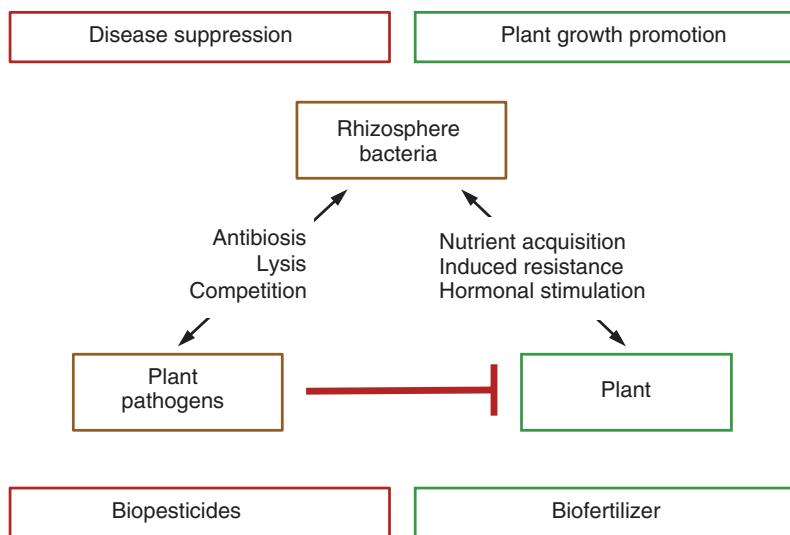 Disease suppression
Plant growth promotion
Rhizosphere
bacteria
Antibiosis
Lysis
Competition
Nutrient acquisition
Induced resistance
Hormonal stimulation
Plant
pathogens
Plant
Biopesticides
Biofertilizer